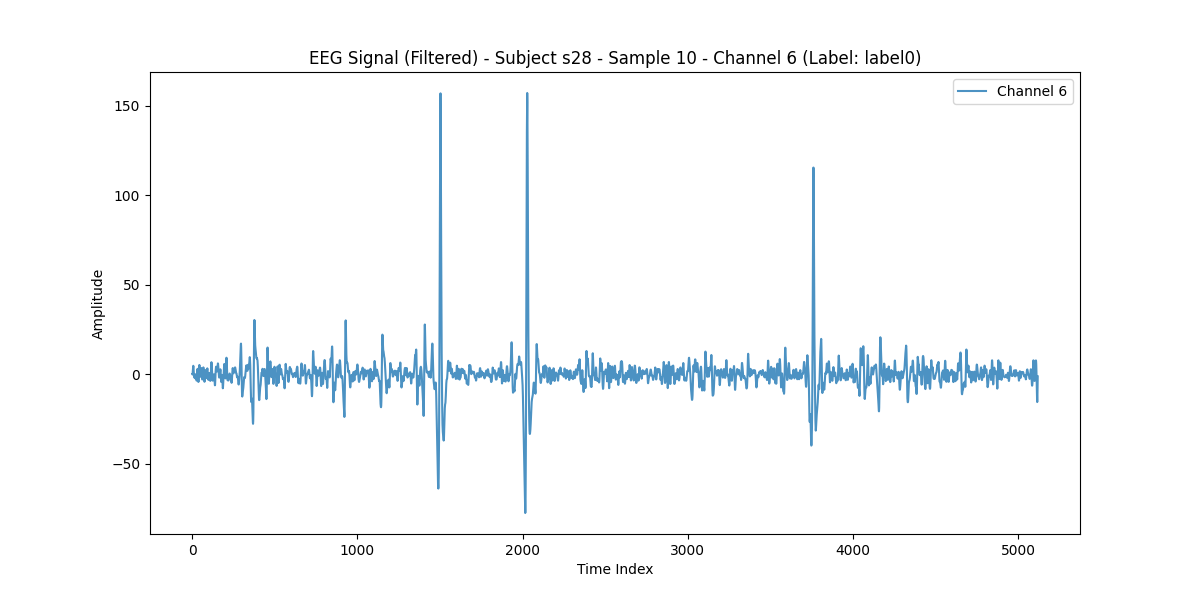 EEG Signal (Filtered) - Subject s28 - Sample 10 - Channel 6 (Label: label0)
Channel 6
150
100
50
0
−50
Amplitude
0
1000
2000
3000
4000
5000
Time Index